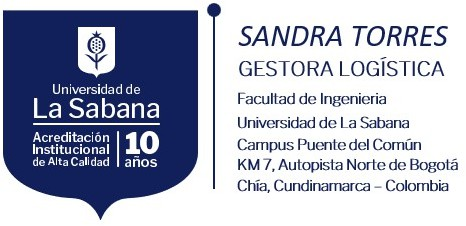 Universidad de
La Sabana
Acreditación
Institucional
de Alta Calidad
10
años
SANDRA TORRES
GESTORA LOGÍSTICA
Facultad de Ingenieria
Universidad de La Sabana
Campus Puente del Común
KM 7, Autopista Norte de Bogotá
Chía, Cundinamarca – Colombia